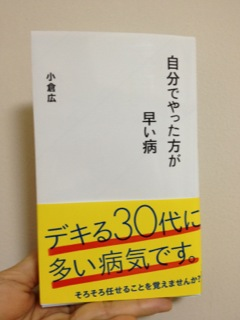 自分でやった方が
早い病
小倉広
デキる30代に
多い病気です。
そろそろ任せることを覚えませんか？